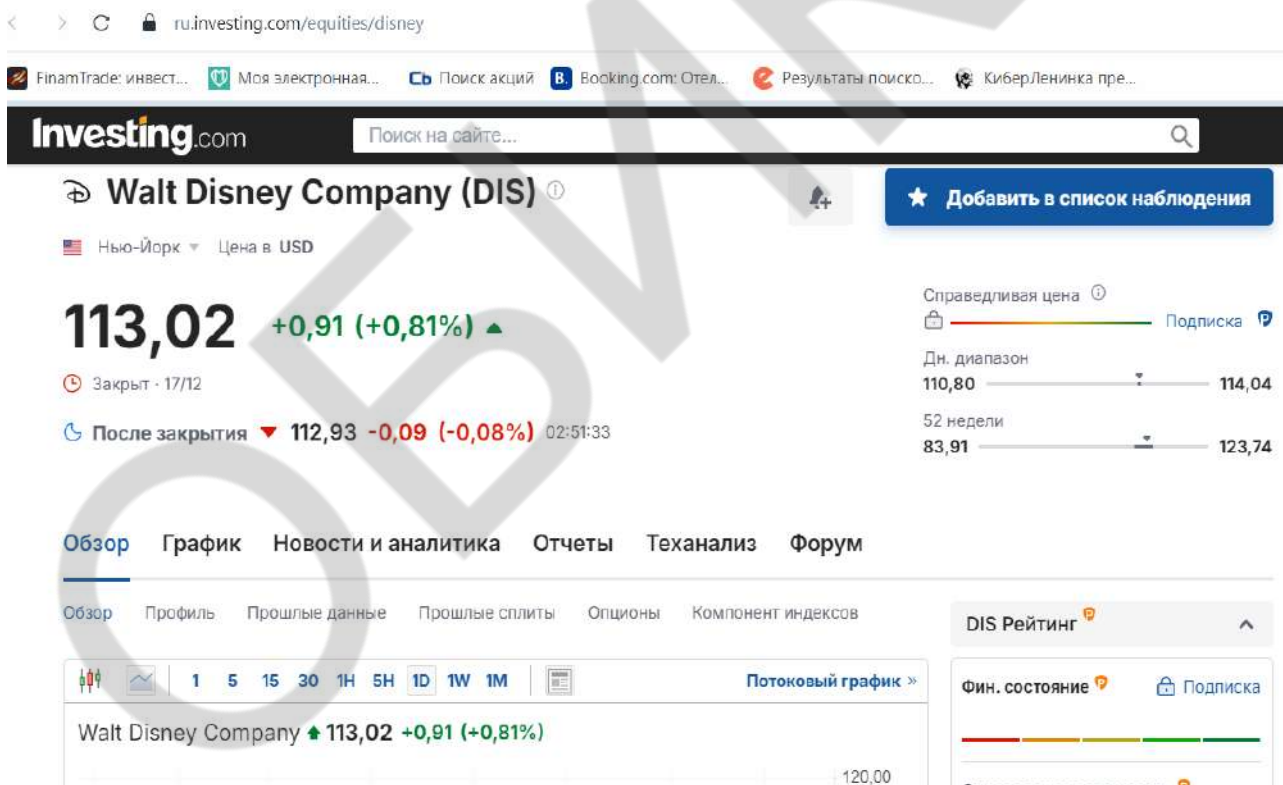 ru.investing.com/equities/disney
FinamTrade: инвест... Моя электронная... Сь Поиск акций B. Booking.com: Отел... Результаты поиско... КиберЛенинка пре...
Investing.com Поиск на сайте...
Walt Disney Company (DIS) Добавить в список наблюдения
Нью-Йорк Цена в USD
113,02 +0,91 (+0,81%)
Закрыт · 17/12
После закрытия 112,93 -0,09 (-0,08%) 02:51:33
Справедливая цена
Подписка
Дн. диапазон
110,80 114,04
52 недели
83,91 123,74
Обзор График Новости и аналитика Отчеты Теханализ Форум
Обзор Профиль Прошлые данные Прошлые сплиты Опционы Компонент индексов
1 5 15 30 1H 5H 1D 1W 1M Потоковый график »
Walt Disney Company 113,02 +0,91 (+0,81%)
120,00
DIS Рейтинг
Фин. состояние Подписка